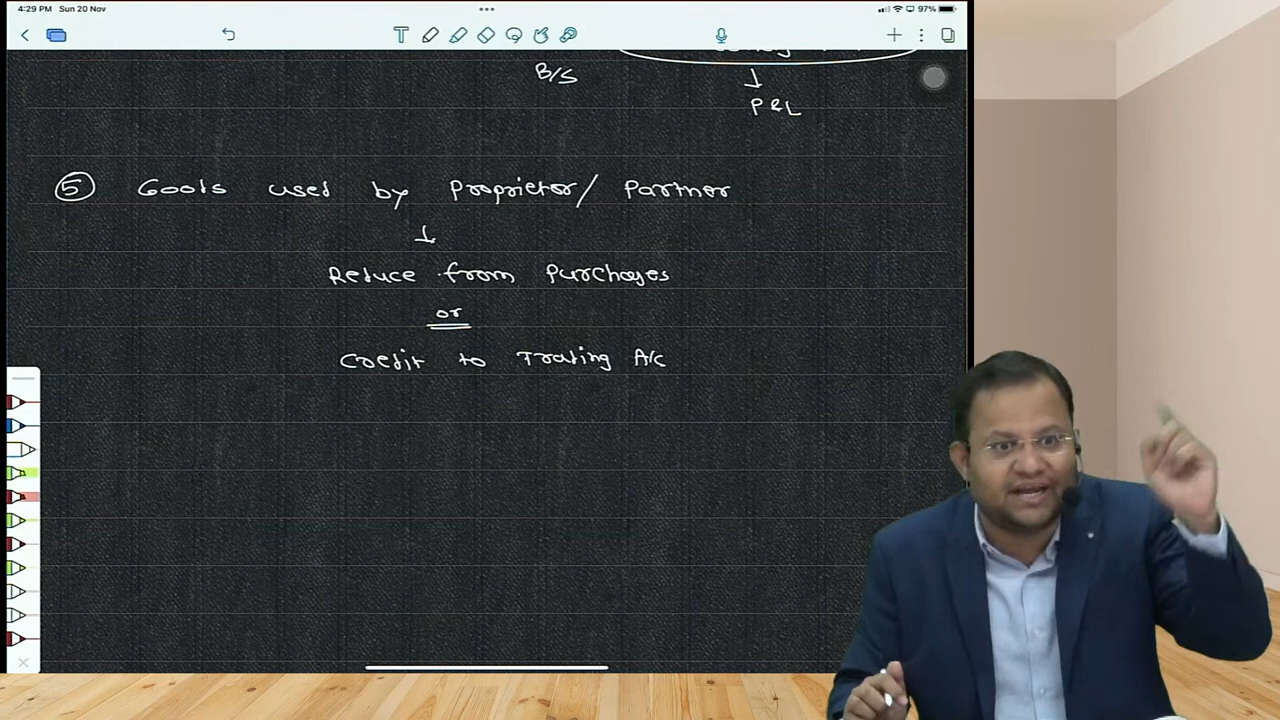 4:29 PM Sun 20 Nov
97%
B/S
P&L
5 Goods used by Proprietor/ Partner
Reduce from Purchases
or
Credit to Trading A/c